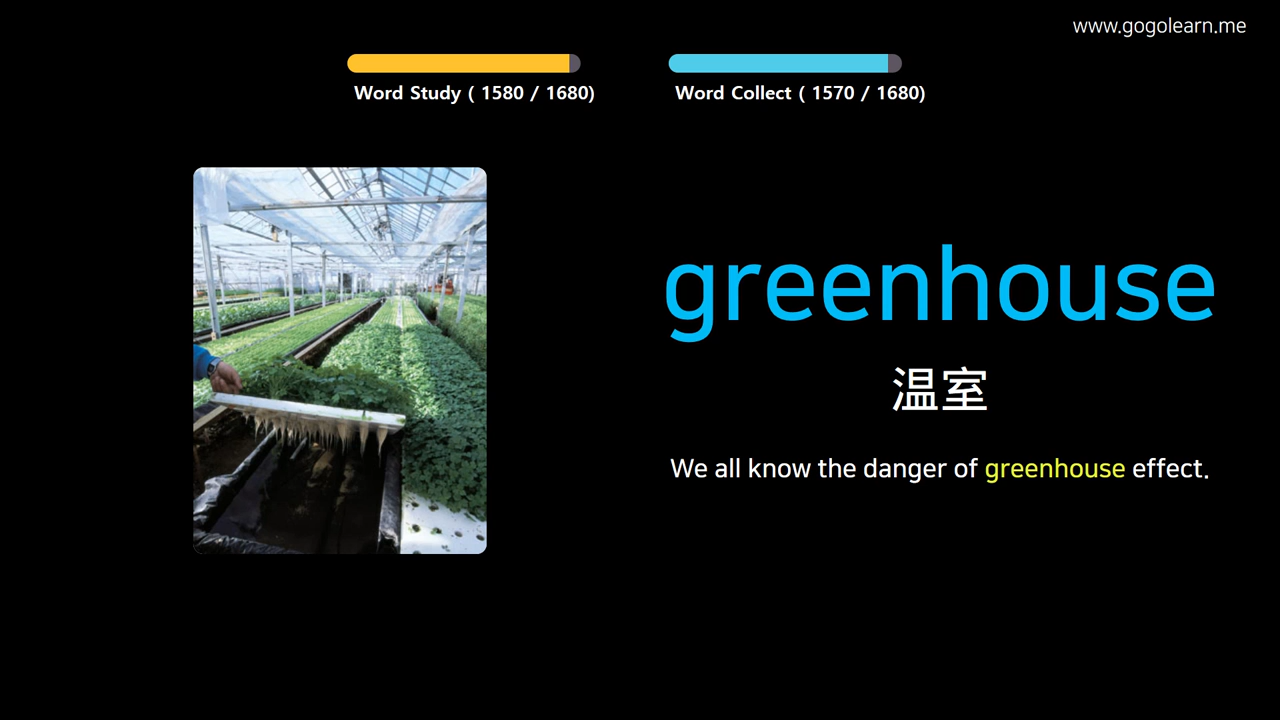 www.gogolearn.me
Word Study ( 1580 / 1680)
Word Collect ( 1570 / 1680)
greenhouse
温室
We all know the danger of greenhouse effect.